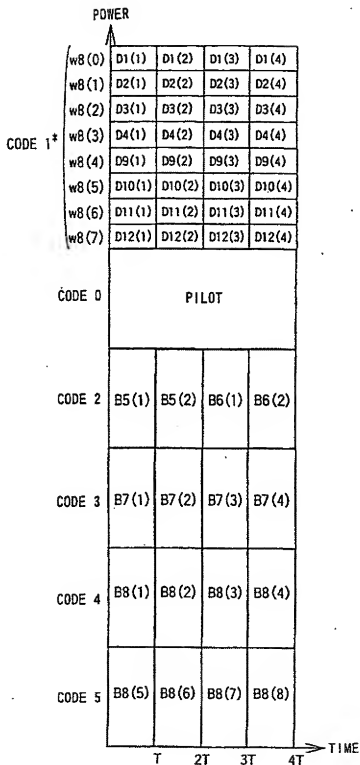 POWER
w8(0) D1(1) D1(2) D1(3) D1(4)
w8(1) D2(1) D2(2) D2(3) D2(4)
w8(2) D3(1) D3(2) D3(3) D3(4)
CODE 1* w8(3) D4(1) D4(2) D4(3) D4(4)
w8(4) D9(1) D9(2) D9(3) D9(4)
w8(5) D10(1) D10(2) D10(3) D10(4)
w8(6) D11(1) D11(2) D11(3) D11(4)
w8(7) D12(1) D12(2) D12(3) D12(4)
CODE 0 PILOT
CODE 2 B5(1) B5(2) B6(1) B6(2)
CODE 3 B7(1) B7(2) B7(3) B7(4)
CODE 4 B8(1) B8(2) B8(3) B8(4)
CODE 5 B8(5) B8(6) B8(7) B8(8)
TIME
T 2T 3T 4T